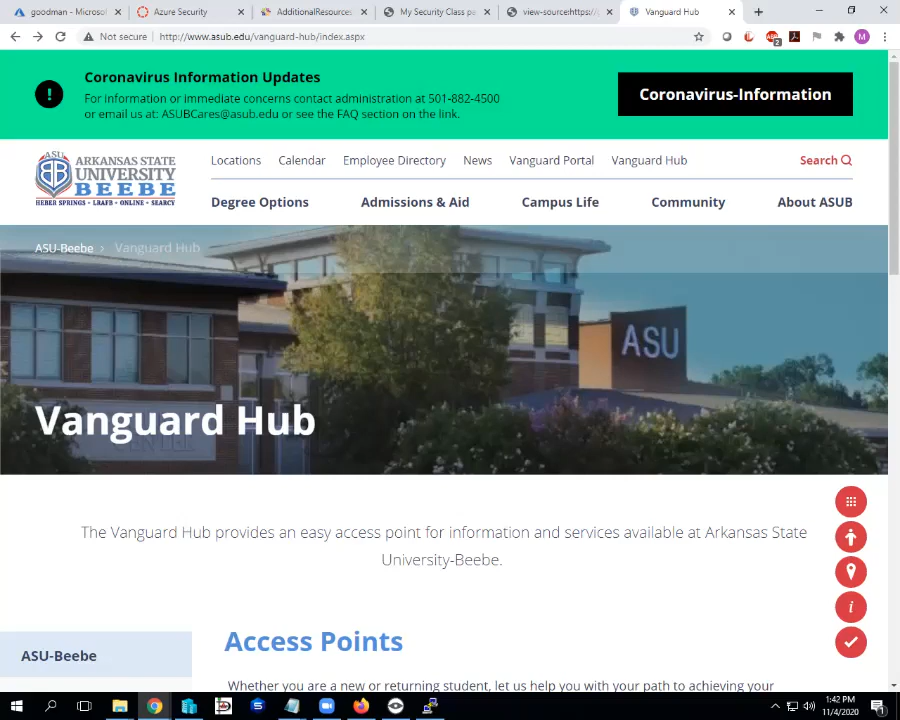 goodman - Microsof
Azure Security
AdditionalResources
My Security Class pa
view-source:https://g
Vanguard Hub
Not secure | http://www.asub.edu/vanguard-hub/index.aspx
Coronavirus Information Updates
For information or immediate concerns contact administration at 501-882-4500
or email us at: ASUBCares@asub.edu or see the FAQ section on the link.
Coronavirus-Information
ASU
ARKANSAS STATE
UNIVERSITY
BEEBE
HEBER SPRINGS • LRAFB • ONLINE • SEARCY
Locations Calendar Employee Directory News Vanguard Portal Vanguard Hub Search
Degree Options Admissions & Aid Campus Life Community About ASUB
ASU-Beebe › Vanguard Hub
ASU
Vanguard Hub
The Vanguard Hub provides an easy access point for information and services available at Arkansas State
University-Beebe.
ASU-Beebe
Access Points
Whether you are a new or returning student, let us help you with your path to achieving your
1:42 PM
11/4/2020